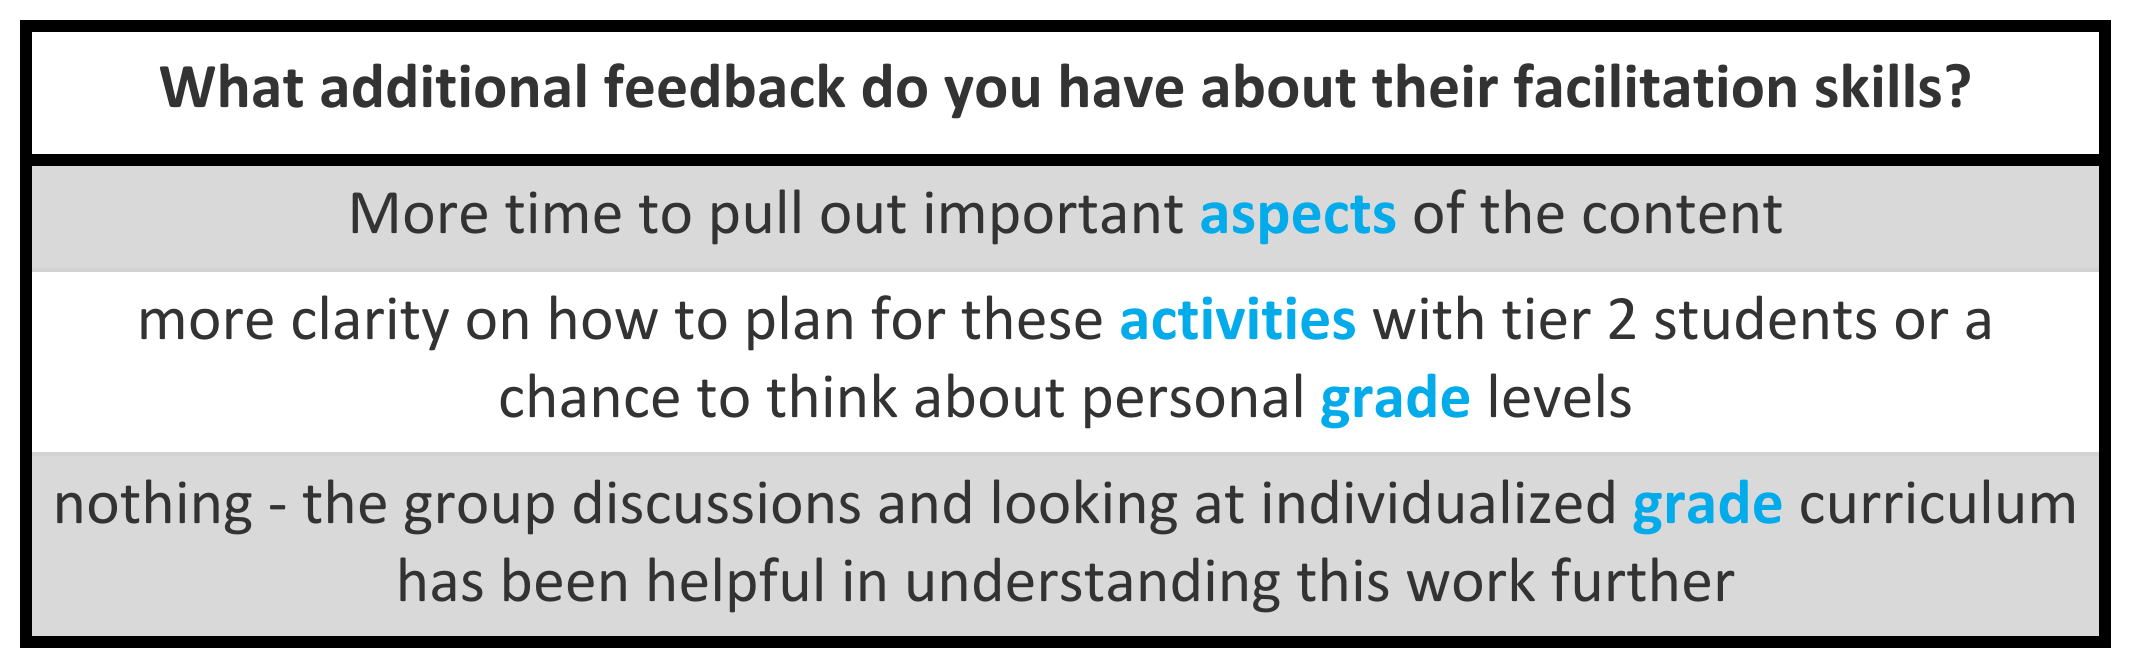 What additional feedback do you have about their facilitation skills?
More time to pull out important aspects of the content
more clarity on how to plan for these activities with tier 2 students or a
chance to think about personal grade levels
nothing - the group discussions and looking at individualized grade curriculum
has been helpful in understanding this work further